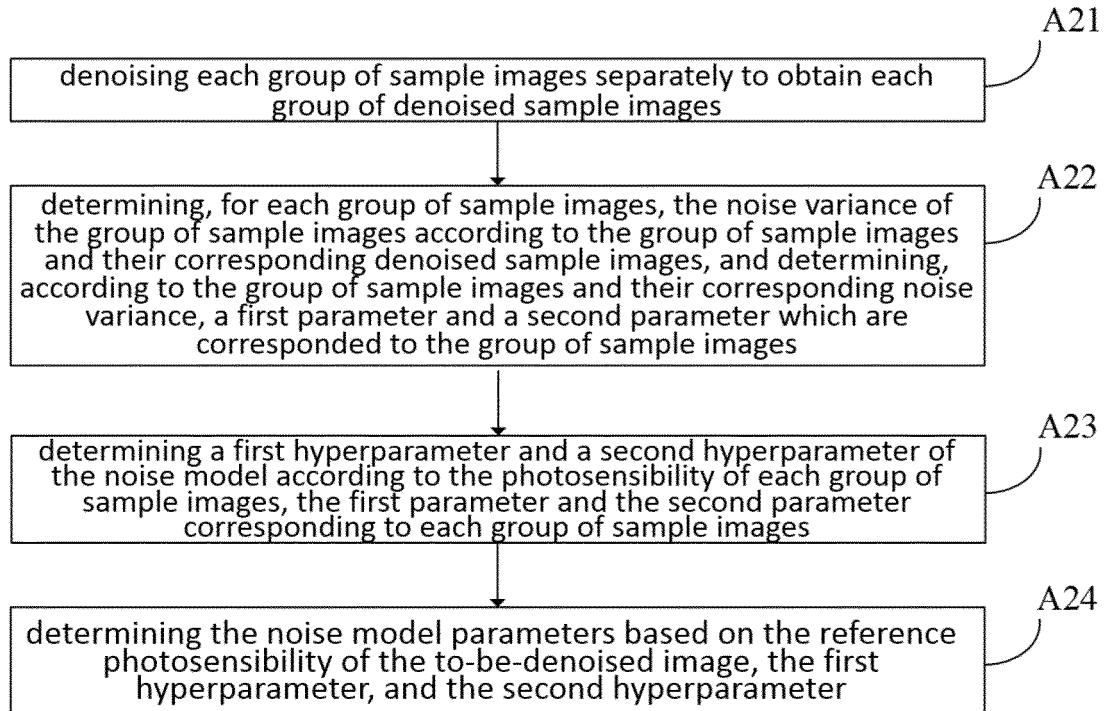 A21
denoising each group of sample images separately to obtain each
group of denoised sample images
A22
determining, for each group of sample images, the noise variance of
the group of sample images according to the group of sample images
and their corresponding denoised sample images, and determining,
according to the group of sample images and their corresponding noise
variance, a first parameter and a second parameter which are
corresponded to the group of sample images
A23
determining a first hyperparameter and a second hyperparameter of
the noise model according to the photosensibility of each group of
sample images, the first parameter and the second parameter
corresponding to each group of sample images
A24
determining the noise model parameters based on the reference
photosensibility of the to-be-denoised image, the first
hyperparameter, and the second hyperparameter